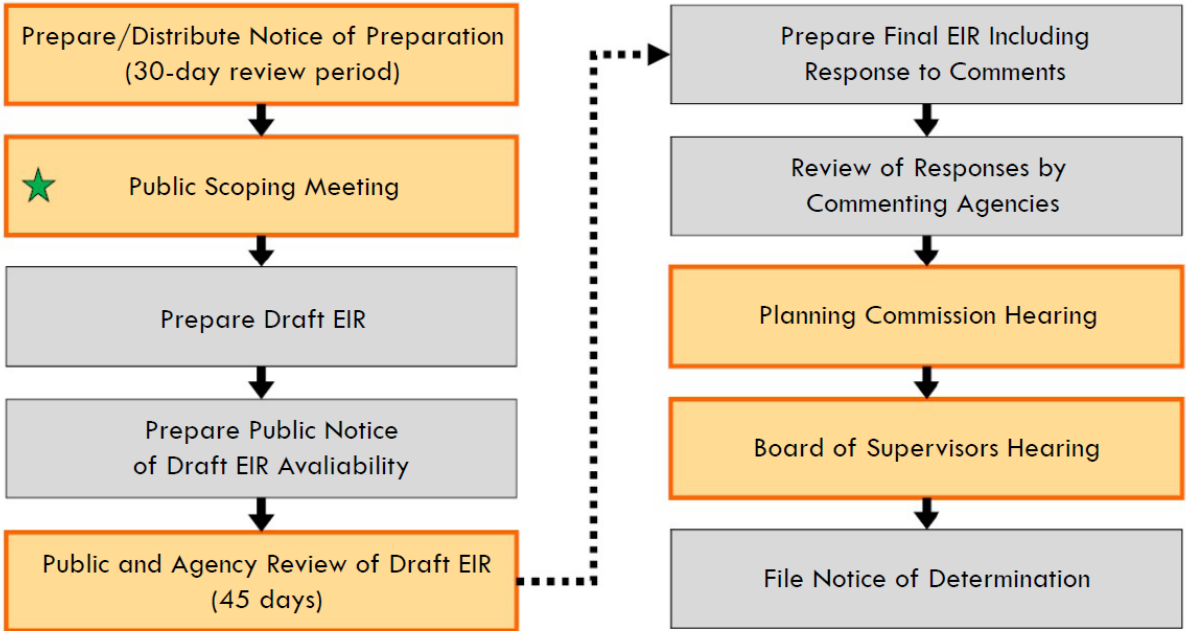 Prepare/Distribute Notice of Preparation
(30-day review period)
Public Scoping Meeting
Prepare Draft EIR
Prepare Public Notice
of Draft EIR Avaliability
Public and Agency Review of Draft EIR
(45 days)
Prepare Final EIR Including
Response to Comments
Review of Responses by
Commenting Agencies
Planning Commission Hearing
Board of Supervisors Hearing
File Notice of Determination